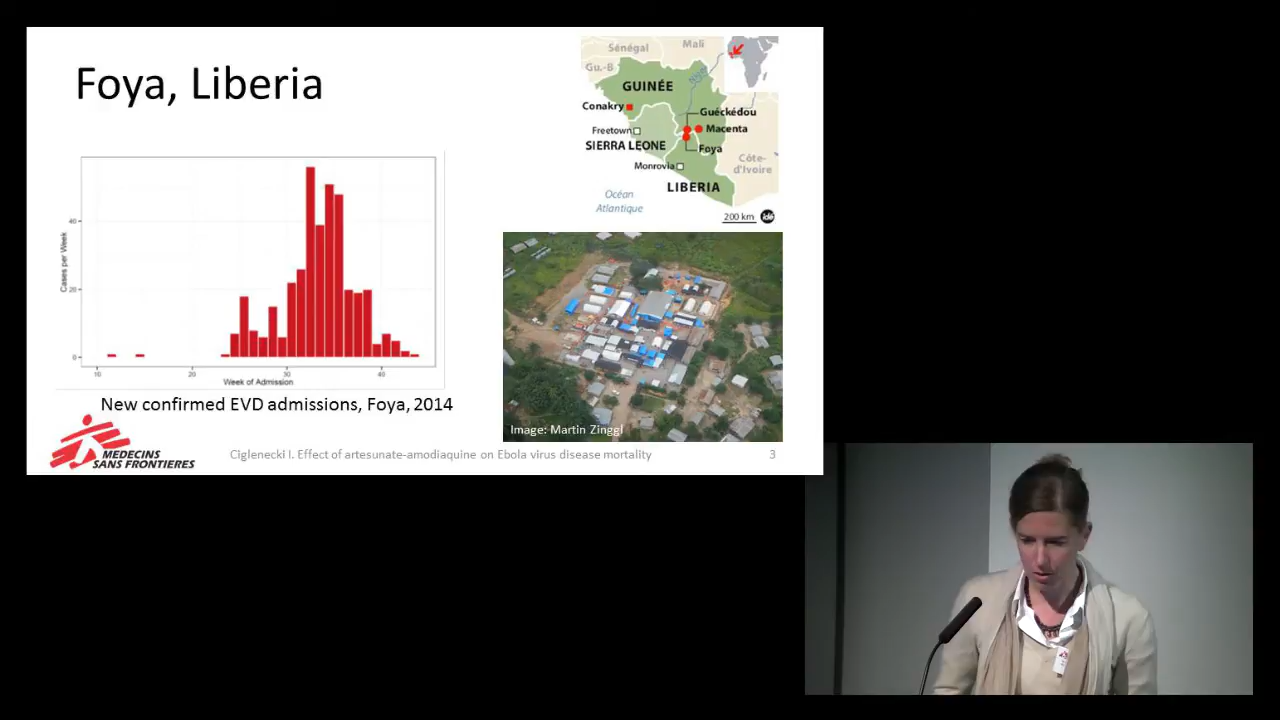 Foya, Liberia
Sénégal
Mali
Gu.-B
Niger
GUINÉE
Conakry
Guéckédou
Freetown
Macenta
SIERRA LEONE
Foya
Côte-
d'Ivoire
Monrovia
LIBERIA
Océan
Atlantique
200 km
idé
Cases per Week
40
20
0
10
20
30
40
Week of Admission
New confirmed EVD admissions, Foya, 2014
Image: Martin Zinggl
MEDECINS
SANS FRONTIERES
Ciglenecki I. Effect of artesunate-amodiaquine on Ebola virus disease mortality
3